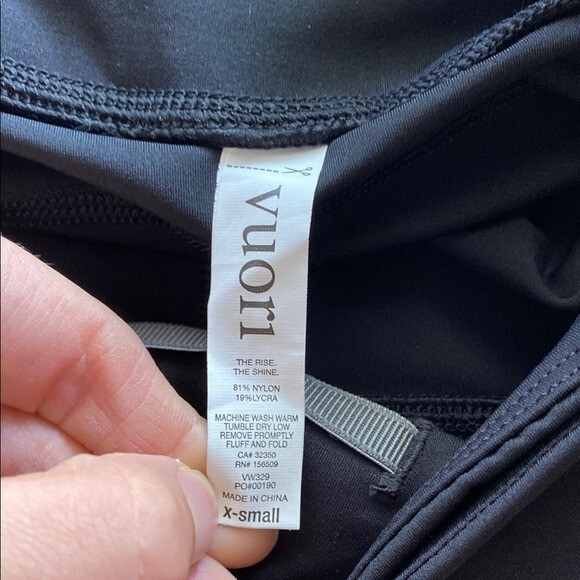 vuori
THE RISE.
THE SHINE.
81% NYLON
19%LYCRA
MACHINE WASH WARM
TUMBLE DRY LOW
REMOVE PROMPTLY
FLUFF AND FOLD
CA# 32350
RN# 156509
VW329
PO#00190
MADE IN CHINA
x-small